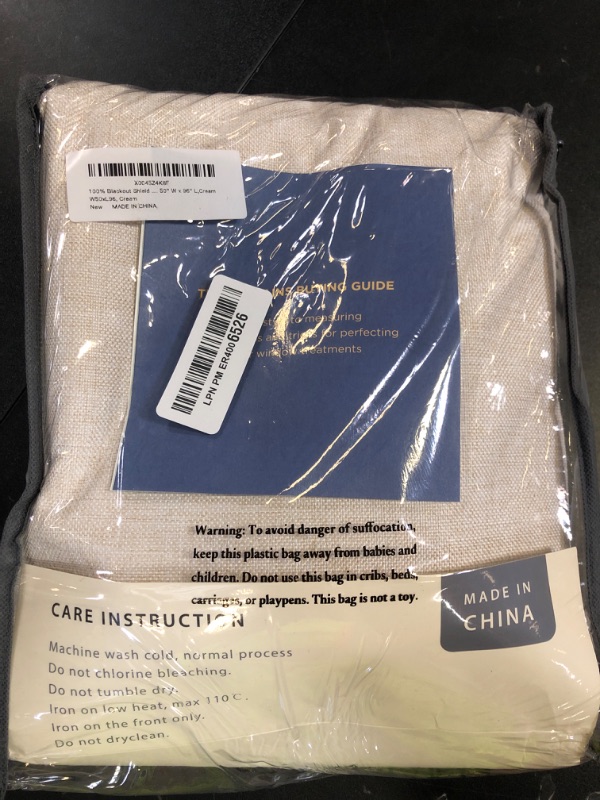 100% Blackout Shield .... 50" W x 96" L,Cream
W50xL96, Cream
New MADE IN CHINA
GUIDE
to measuring
for perfecting
treatments
LPN PM ER4006526
Warning: To avoid danger of suffocation,
keep this plastic bag away from babies and
children. Do not use this bag in cribs, beds,
carriages, or playpens. This bag is not a toy.
CARE INSTRUCTION
Machine wash cold, normal process
Do not chlorine bleaching.
Do not tumble dry.
Iron on low heat, max 110℃.
Iron on the front only.
Do not dryclean.
MADE IN
CHINA